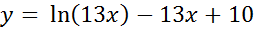 y = ln(13x) − 13x + 10